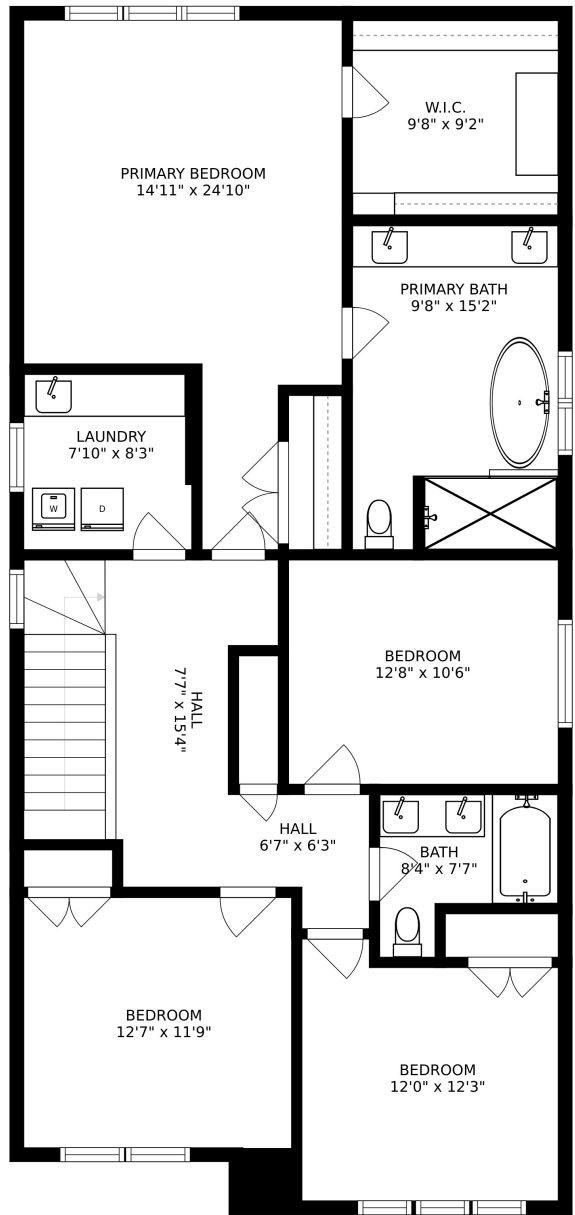 W.I.C.
9'8" x 9'2"
PRIMARY BEDROOM
14'11" x 24'10"
PRIMARY BATH
9'8" x 15'2"
LAUNDRY
7'10" x 8'3"
W
D
BEDROOM
12'8" x 10'6"
HALL
7'7" x 15'4"
HALL
6'7" x 6'3"
BATH
8'4" x 7'7"
BEDROOM
12'7" x 11'9"
BEDROOM
12'0" x 12'3"